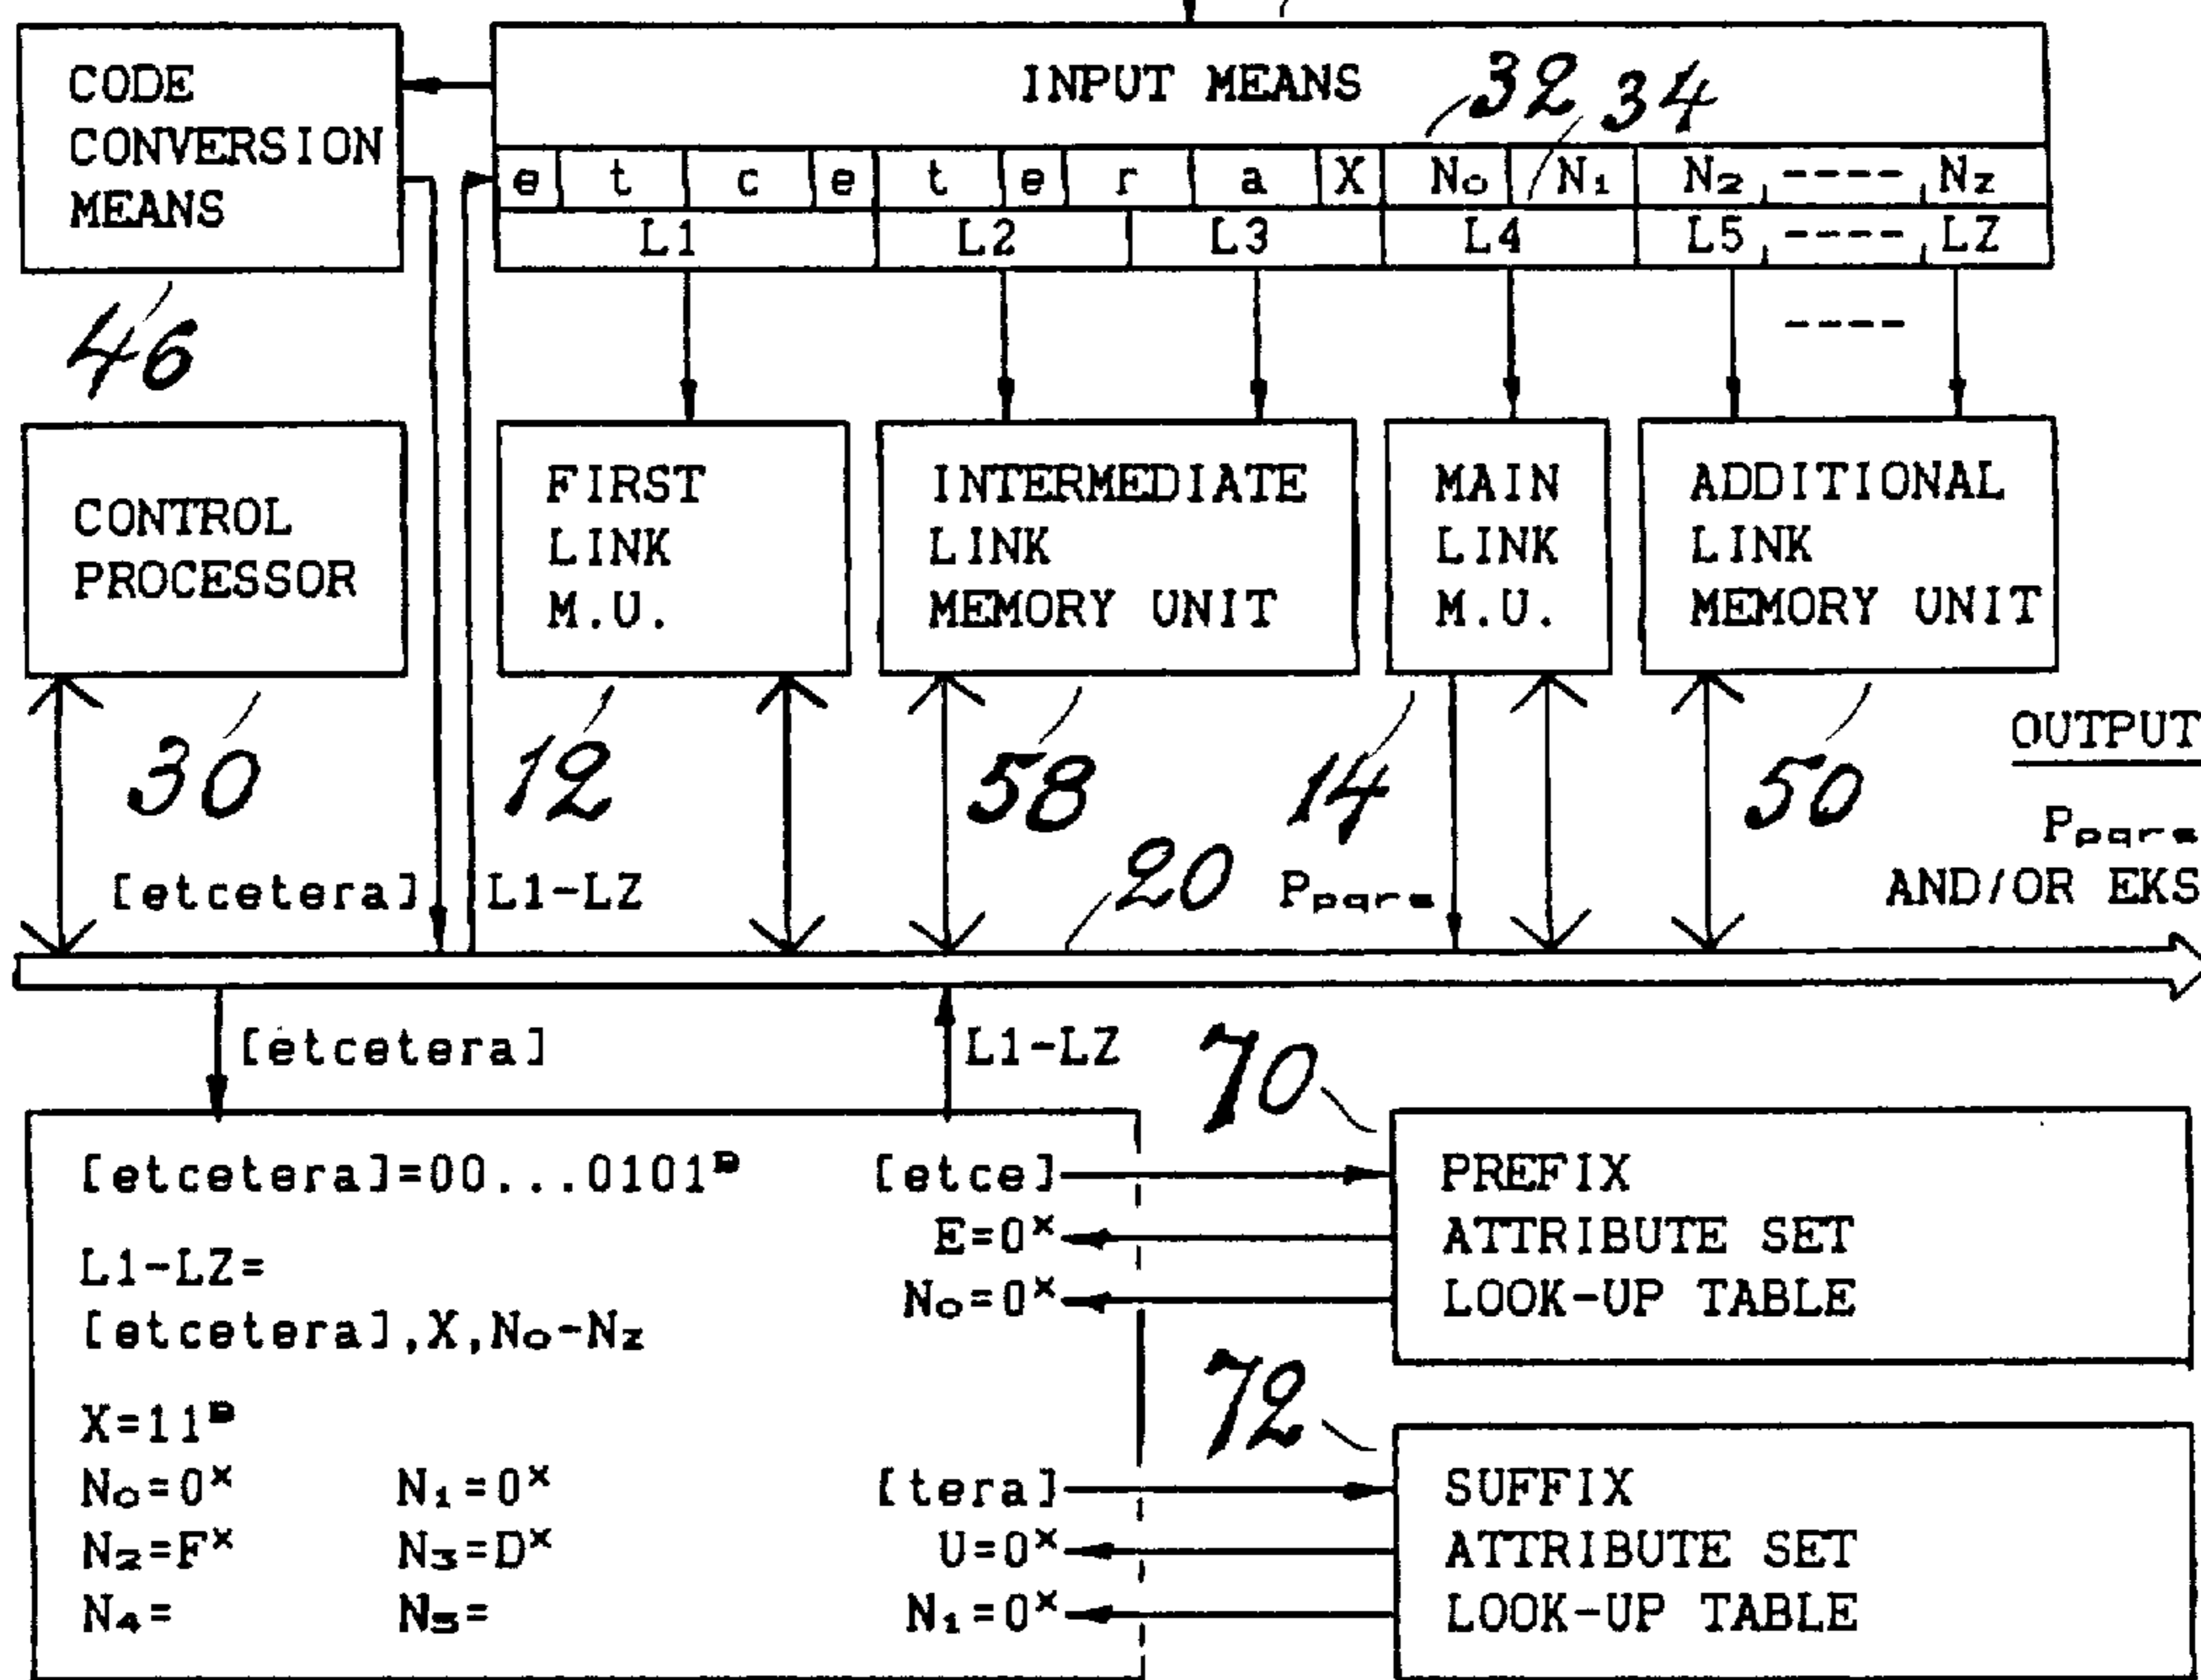 CODE
CONVERSION
MEANS
INPUT MEANS
32 34
e t c e t e r a X N₀ N₁ N₂ ---- N_Z
L1 L2 L3 L4 L5 ---- LZ
46
----
CONTROL
PROCESSOR
FIRST
LINK
M.U.
INTERMEDIATE
LINK
MEMORY UNIT
MAIN
LINK
M.U.
ADDITIONAL
LINK
MEMORY UNIT
30
12
58
14
50
OUTPUT
Ppqrs
AND/OR EKS
[etcetera]
L1-LZ
20
Ppqrs
[etcetera]
L1-LZ
70
[etcetera]=00...0101ᴮ
L1-LZ=
[etcetera],X,N₀-N_Z
X=11ᴮ
N₀=0ˣ N₁=0ˣ
N₂=Fˣ N₃=Dˣ
N₄= N₅=
[etce]
E=0ˣ
N₀=0ˣ
PREFIX
ATTRIBUTE SET
LOOK-UP TABLE
72
[tera]
U=0ˣ
N₁=0ˣ
SUFFIX
ATTRIBUTE SET
LOOK-UP TABLE